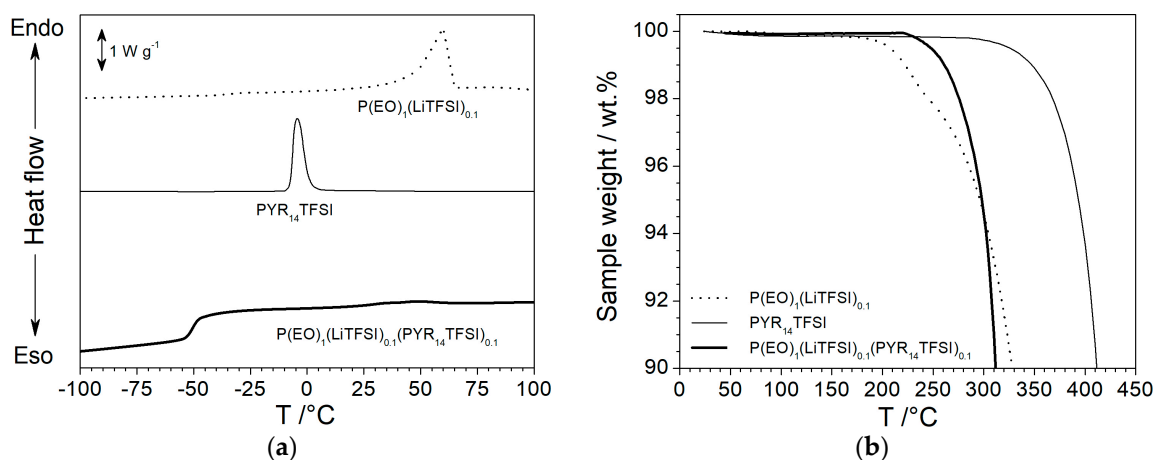 Endo
Heat flow
Eso
1 W g⁻¹
P(EO)₁(LiTFSI)₀.₁
PYR₁₄TFSI
P(EO)₁(LiTFSI)₀.₁(PYR₁₄TFSI)₀.₁
-100 -75 -50 -25 0 25 50 75 100
T /°C
(a)
Sample weight / wt.%
100
98
96
94
92
90
P(EO)₁(LiTFSI)₀.₁
PYR₁₄TFSI
P(EO)₁(LiTFSI)₀.₁(PYR₁₄TFSI)₀.₁
0 50 100 150 200 250 300 350 400 450
T /°C
(b)